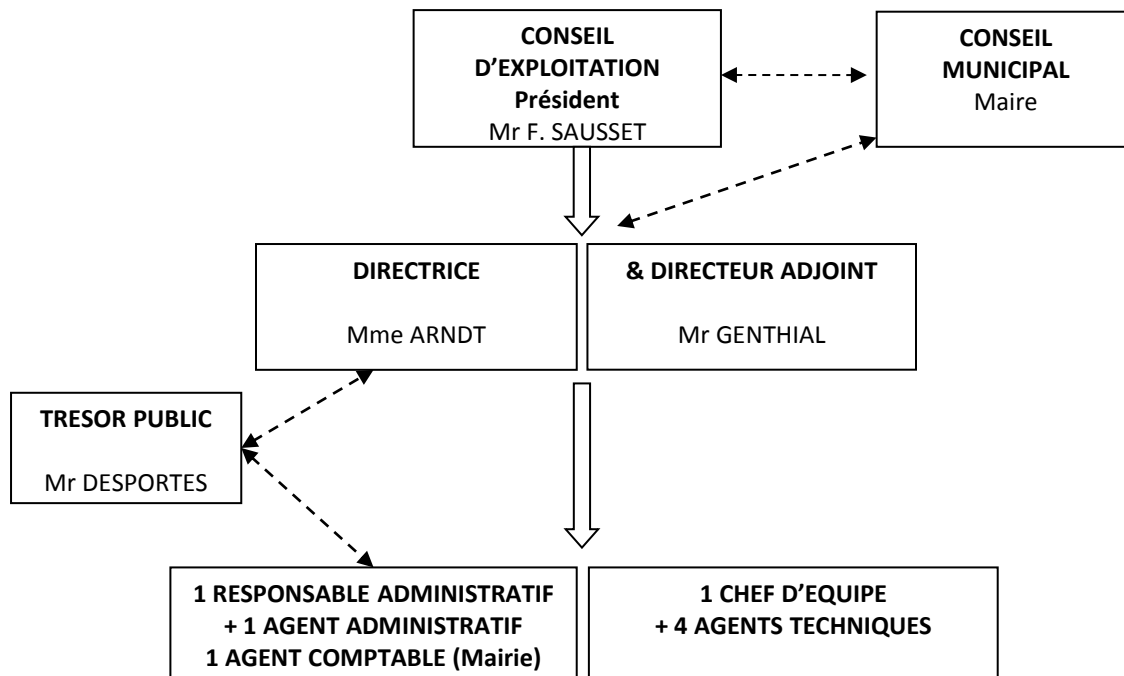 CONSEIL
D’EXPLOITATION
Président
Mr F. SAUSSET
CONSEIL
MUNICIPAL
Maire
DIRECTRICE
Mme ARNDT
& DIRECTEUR ADJOINT
Mr GENTHIAL
TRESOR PUBLIC
Mr DESPORTES
1 RESPONSABLE ADMINISTRATIF
+ 1 AGENT ADMINISTRATIF
1 AGENT COMPTABLE (Mairie)
1 CHEF D’EQUIPE
+ 4 AGENTS TECHNIQUES